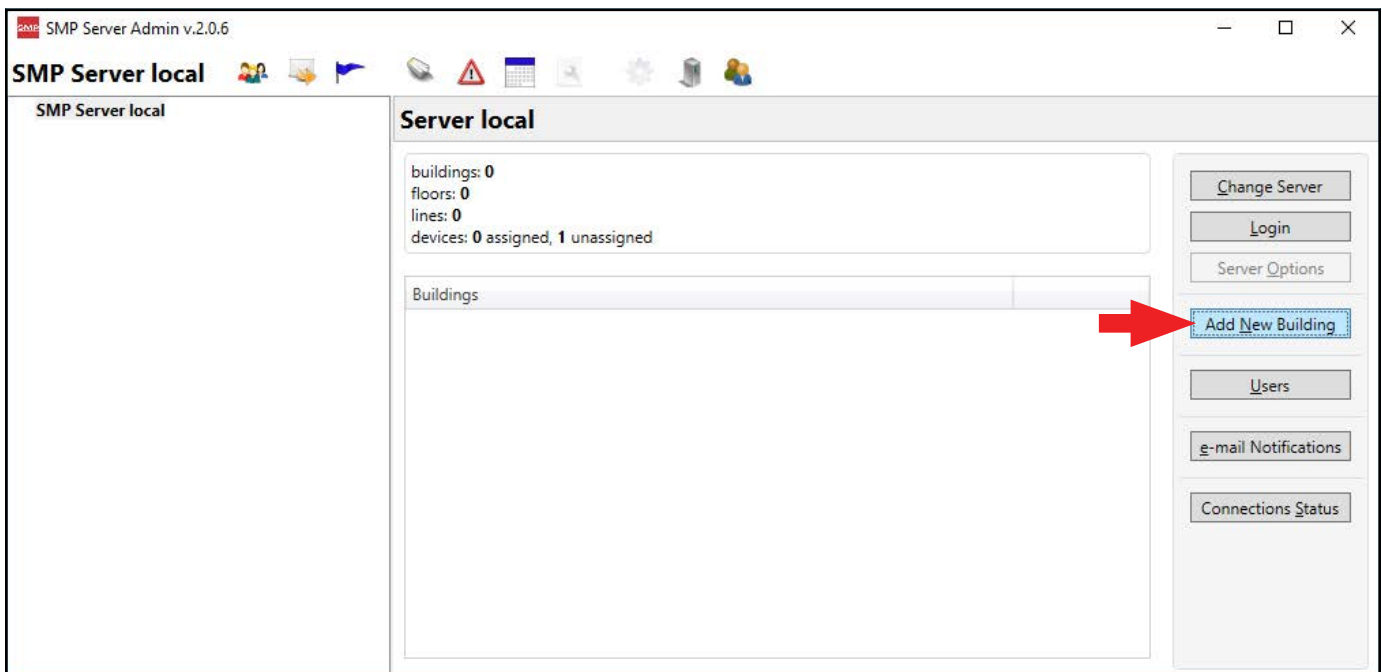 SMP SMP Server Admin v.2.0.6
SMP Server local
SMP Server local
Server local
buildings: 0
floors: 0
lines: 0
devices: 0 assigned, 1 unassigned
Buildings
Change Server
Login
Server Options
Add New Building
Users
e-mail Notifications
Connections Status